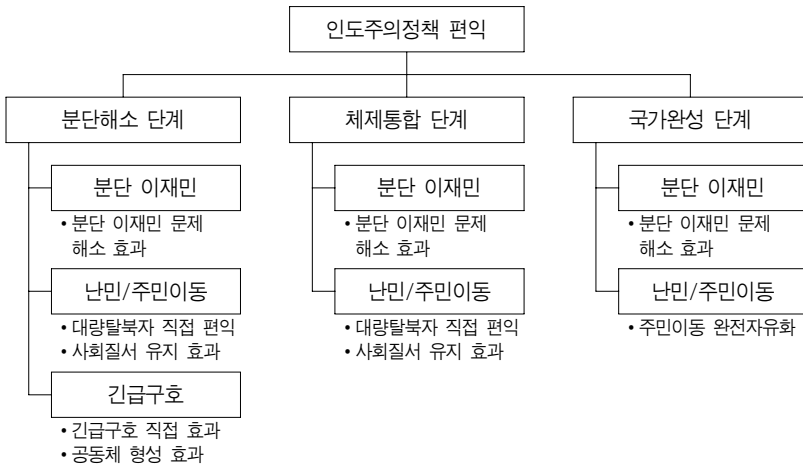 인도주의정책 편익
분단해소 단계
분단 이재민
• 분단 이재민 문제
해소 효과
난민/주민이동
• 대량탈북자 직접 편익
• 사회질서 유지 효과
긴급구호
• 긴급구호 직접 효과
• 공동체 형성 효과
체제통합 단계
분단 이재민
• 분단 이재민 문제
해소 효과
난민/주민이동
• 대량탈북자 직접 편익
• 사회질서 유지 효과
국가완성 단계
분단 이재민
• 분단 이재민 문제
해소 효과
난민/주민이동
• 주민이동 완전자유화